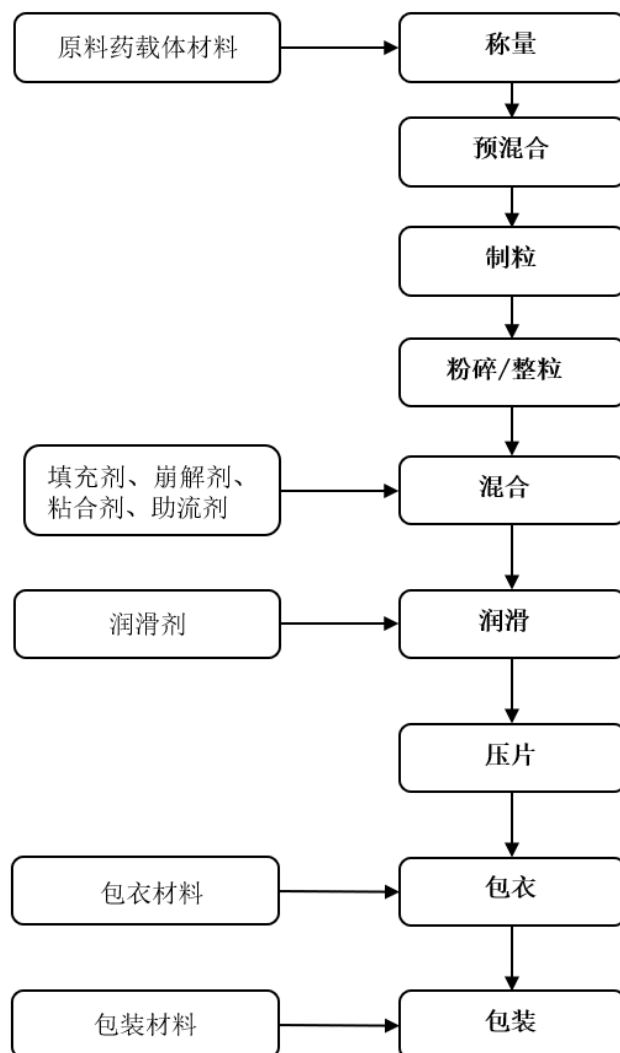 原料药载体材料
称量
预混合
制粒
粉碎/整粒
填充剂、崩解剂、
粘合剂、助流剂
混合
润滑剂
润滑
压片
包衣材料
包衣
包装材料
包装